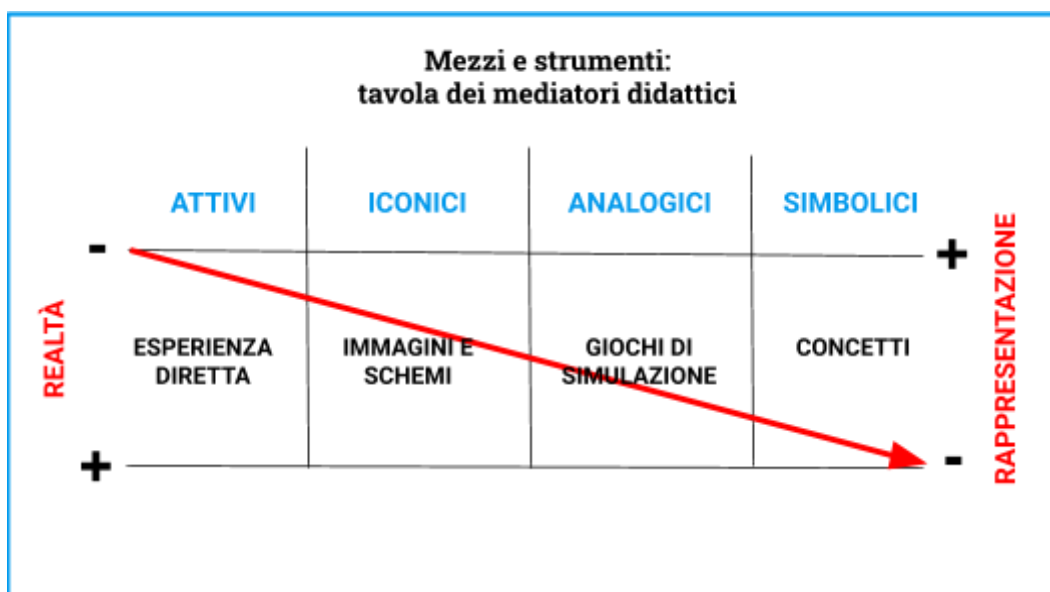 Mezzi e strumenti:
tavola dei mediatori didattici
ATTIVI
ICONICI
ANALOGICI
SIMBOLICI
-
+
REALTÀ
ESPERIENZA
DIRETTA
IMMAGINI E
SCHEMI
GIOCHI DI
SIMULAZIONE
CONCETTI
RAPPRESENTAZIONE
+
-